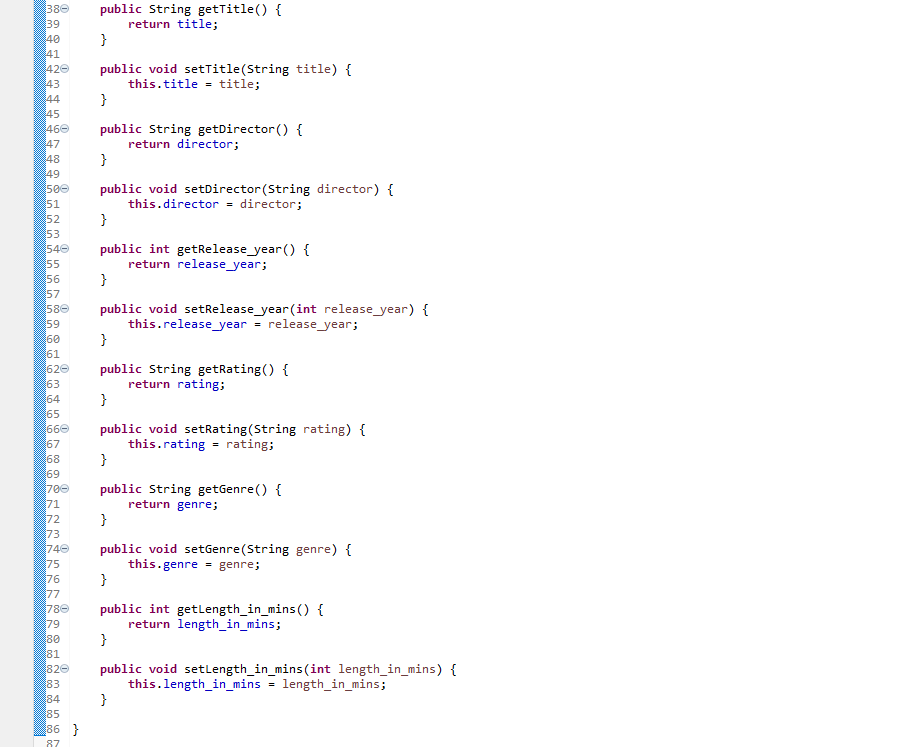 38 public String getTitle() {
39 return title;
40 }
41
42 public void setTitle(String title) {
43 this.title = title;
44 }
45
46 public String getDirector() {
47 return director;
48 }
49
50 public void setDirector(String director) {
51 this.director = director;
52 }
53
54 public int getRelease_year() {
55 return release_year;
56 }
57
58 public void setRelease_year(int release_year) {
59 this.release_year = release_year;
60 }
61
62 public String getRating() {
63 return rating;
64 }
65
66 public void setRating(String rating) {
67 this.rating = rating;
68 }
69
70 public String getGenre() {
71 return genre;
72 }
73
74 public void setGenre(String genre) {
75 this.genre = genre;
76 }
77
78 public int getLength_in_mins() {
79 return length_in_mins;
80 }
81
82 public void setLength_in_mins(int length_in_mins) {
83 this.length_in_mins = length_in_mins;
84 }
85
86 }
87